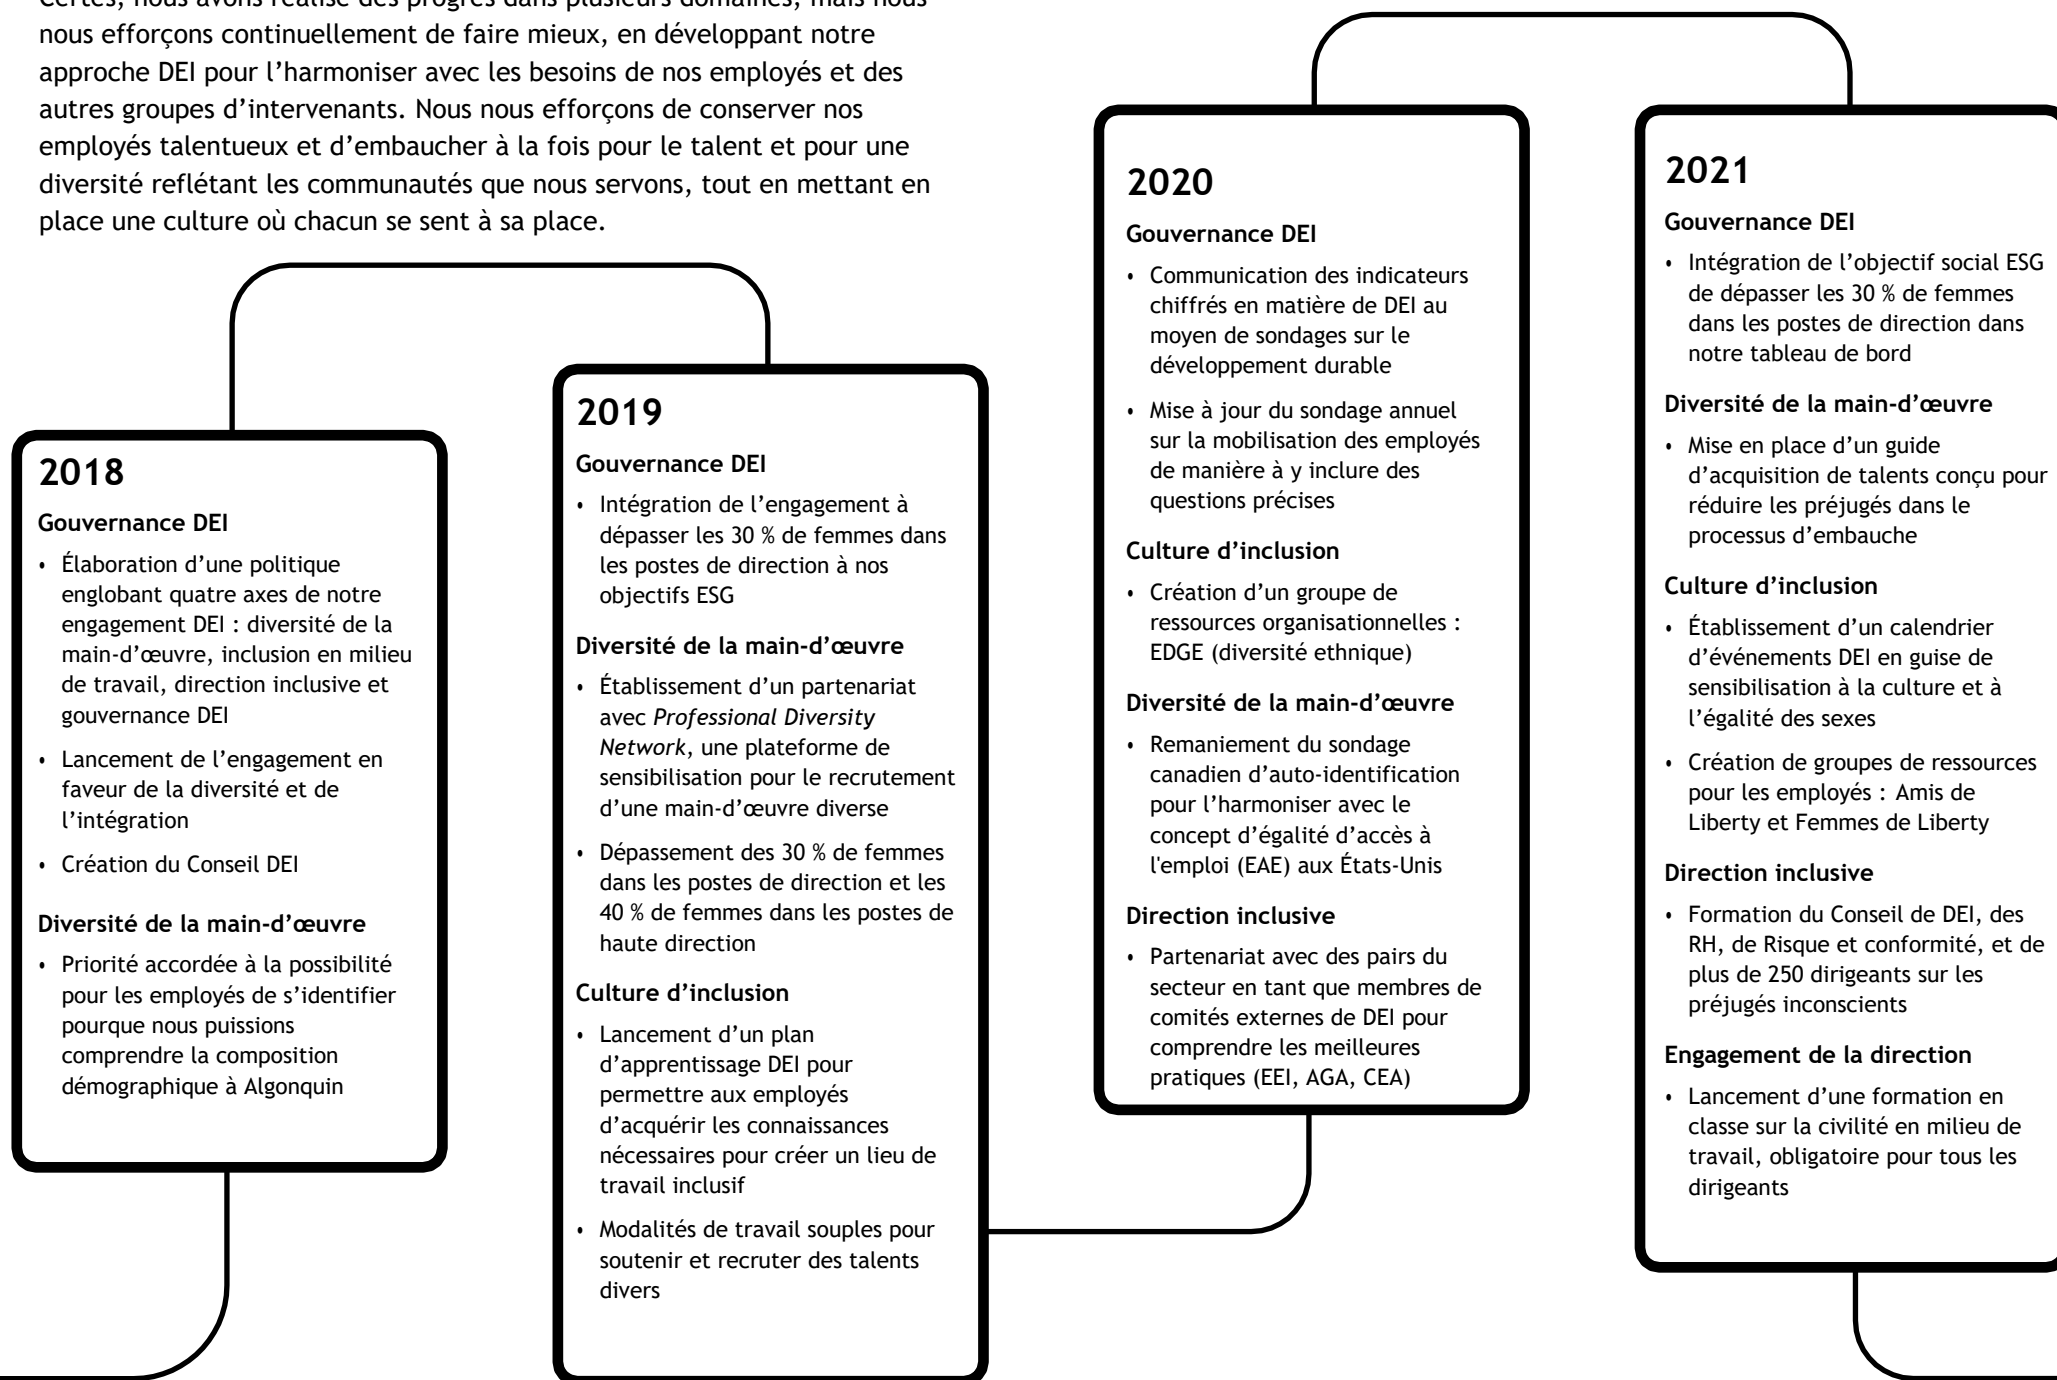 Certes, nous avons réalisé des progrès dans plusieurs domaines, mais nous
nous efforçons continuellement de faire mieux, en développant notre
approche DEI pour l’harmoniser avec les besoins de nos employés et des
autres groupes d’intervenants. Nous nous efforçons de conserver nos
employés talentueux et d’embaucher à la fois pour le talent et pour une
diversité reflétant les communautés que nous servons, tout en mettant en
place une culture où chacun se sent à sa place.
2018
Gouvernance DEI
• Élaboration d’une politique
englobant quatre axes de notre
engagement DEI : diversité de la
main-d’œuvre, inclusion en milieu
de travail, direction inclusive et
gouvernance DEI
• Lancement de l’engagement en
faveur de la diversité et de
l’intégration
• Création du Conseil DEI
Diversité de la main-d’œuvre
• Priorité accordée à la possibilité
pour les employés de s’identifier
pourque nous puissions
comprendre la composition
démographique à Algonquin
2019
Gouvernance DEI
• Intégration de l’engagement à
dépasser les 30 % de femmes dans
les postes de direction à nos
objectifs ESG
Diversité de la main-d’œuvre
• Établissement d’un partenariat
avec Professional Diversity
Network, une plateforme de
sensibilisation pour le recrutement
d’une main-d’œuvre diverse
• Dépassement des 30 % de femmes
dans les postes de direction et les
40 % de femmes dans les postes de
haute direction
Culture d’inclusion
• Lancement d’un plan
d’apprentissage DEI pour
permettre aux employés
d’acquérir les connaissances
nécessaires pour créer un lieu de
travail inclusif
• Modalités de travail souples pour
soutenir et recruter des talents
divers
2020
Gouvernance DEI
• Communication des indicateurs
chiffrés en matière de DEI au
moyen de sondages sur le
développement durable
• Mise à jour du sondage annuel
sur la mobilisation des employés
de manière à y inclure des
questions précises
Culture d’inclusion
• Création d’un groupe de
ressources organisationnelles :
EDGE (diversité ethnique)
Diversité de la main-d’œuvre
• Remaniement du sondage
canadien d’auto-identification
pour l’harmoniser avec le
concept d’égalité d’accès à
l'emploi (EAE) aux États-Unis
Direction inclusive
• Partenariat avec des pairs du
secteur en tant que membres de
comités externes de DEI pour
comprendre les meilleures
pratiques (EEI, AGA, CEA)
2021
Gouvernance DEI
• Intégration de l’objectif social ESG
de dépasser les 30 % de femmes
dans les postes de direction dans
notre tableau de bord
Diversité de la main-d’œuvre
• Mise en place d’un guide
d’acquisition de talents conçu pour
réduire les préjugés dans le
processus d’embauche
Culture d’inclusion
• Établissement d’un calendrier
d’événements DEI en guise de
sensibilisation à la culture et à
l’égalité des sexes
• Création de groupes de ressources
pour les employés : Amis de
Liberty et Femmes de Liberty
Direction inclusive
• Formation du Conseil de DEI, des
RH, de Risque et conformité, et de
plus de 250 dirigeants sur les
préjugés inconscients
Engagement de la direction
• Lancement d’une formation en
classe sur la civilité en milieu de
travail, obligatoire pour tous les
dirigeants